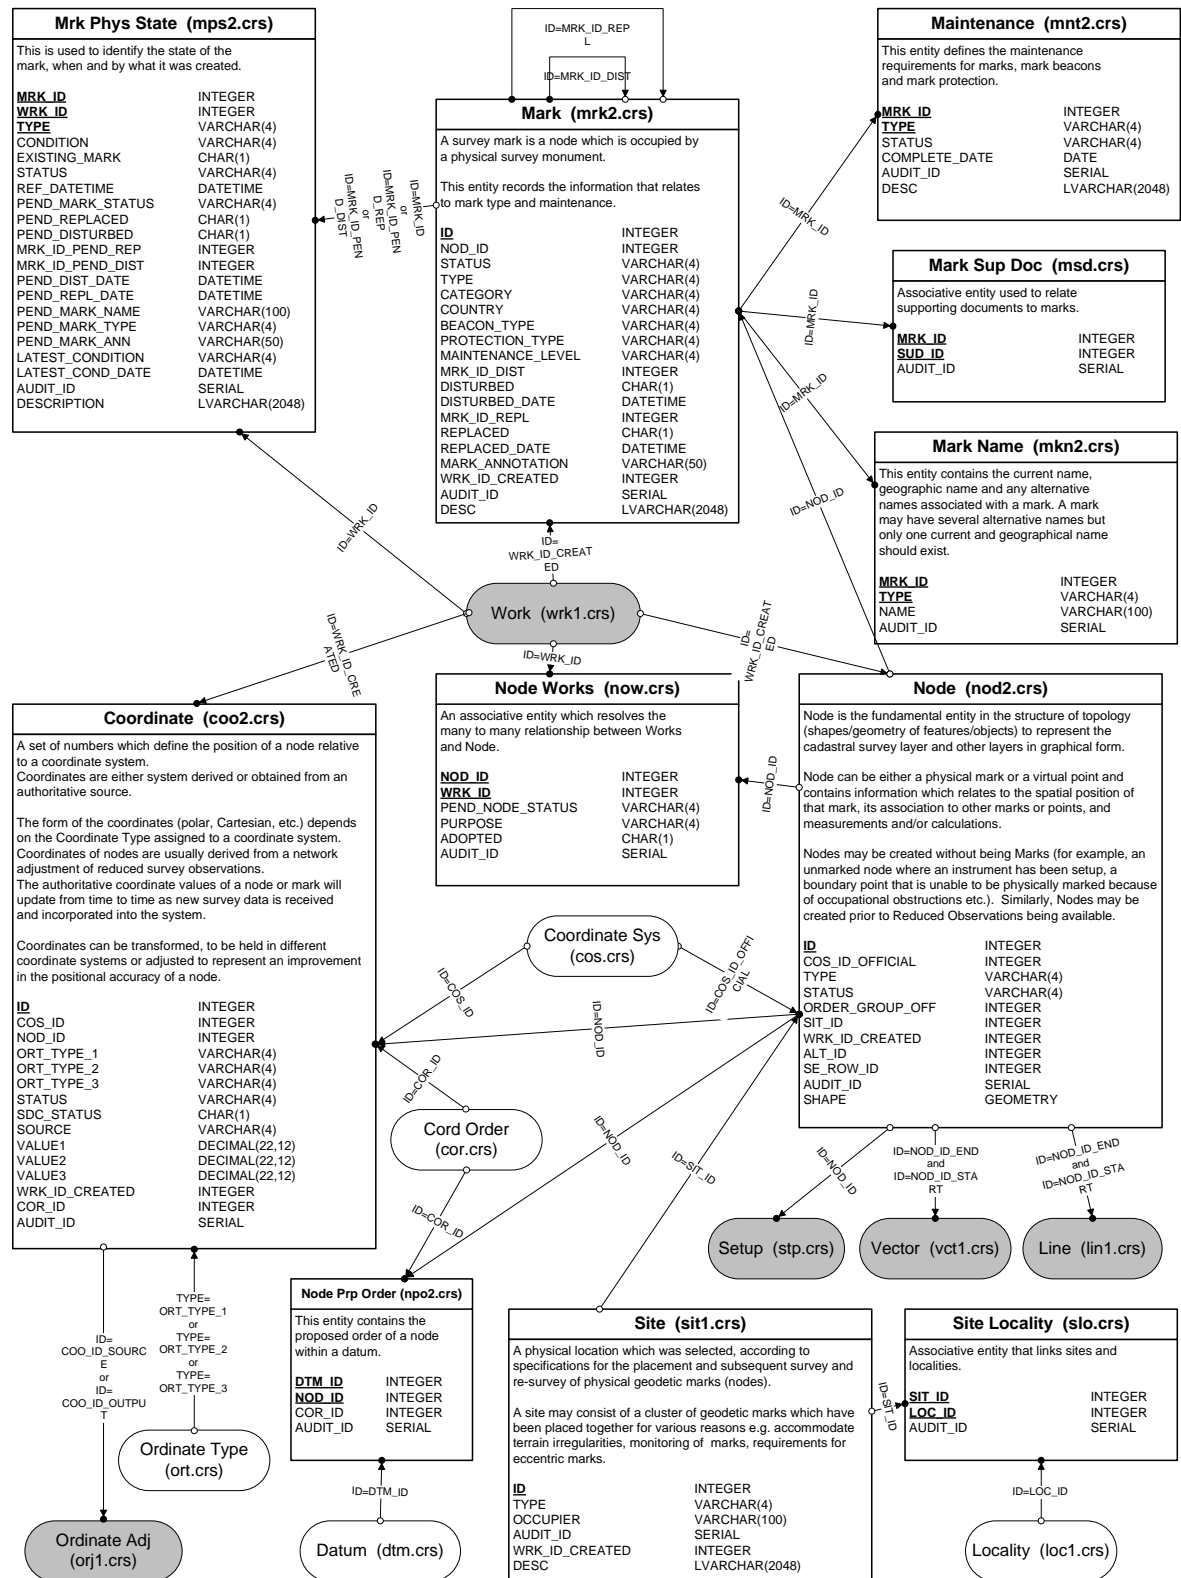 Mrk Phys State  (mps2.crs)
This is used to identify the state of the
mark, when and by what it was created.
MRK_ID INTEGER
WRK_ID INTEGER
TYPE VARCHAR(4)
CONDITION VARCHAR(4)
EXISTING_MARK CHAR(1)
STATUS VARCHAR(4)
REF_DATETIME DATETIME
PEND_MARK_STATUS VARCHAR(4)
PEND_REPLACED CHAR(1)
PEND_DISTURBED CHAR(1)
MRK_ID_PEND_REP INTEGER
MRK_ID_PEND_DIST INTEGER
PEND_DIST_DATE DATETIME
PEND_REPL_DATE DATETIME
PEND_MARK_NAME VARCHAR(100)
PEND_MARK_TYPE VARCHAR(4)
PEND_MARK_ANN VARCHAR(50)
LATEST_CONDITION VARCHAR(4)
LATEST_COND_DATE DATETIME
AUDIT_ID SERIAL
DESCRIPTION LVARCHAR(2048)
ID=MRK_ID_REP
L
ID=MRK_ID_DIST
ID=MRK_ID
or
ID=MRK_ID_PEN
D_REP
or
ID=MRK_ID_PEN
D_DIST
Mark  (mrk2.crs)
A survey mark is a node which is occupied by
a physical survey monument.
This entity records the information that relates
to mark type and maintenance.
ID INTEGER
NOD_ID INTEGER
STATUS VARCHAR(4)
TYPE VARCHAR(4)
CATEGORY VARCHAR(4)
COUNTRY VARCHAR(4)
BEACON_TYPE VARCHAR(4)
PROTECTION_TYPE VARCHAR(4)
MAINTENANCE_LEVEL VARCHAR(4)
MRK_ID_DIST INTEGER
DISTURBED CHAR(1)
DISTURBED_DATE DATETIME
MRK_ID_REPL INTEGER
REPLACED CHAR(1)
REPLACED_DATE DATETIME
MARK_ANNOTATION VARCHAR(50)
WRK_ID_CREATED INTEGER
AUDIT_ID SERIAL
DESC LVARCHAR(2048)
Maintenance  (mnt2.crs)
This entity defines the maintenance
requirements for marks, mark beacons
and mark protection.
MRK_ID INTEGER
TYPE VARCHAR(4)
STATUS VARCHAR(4)
COMPLETE_DATE DATE
AUDIT_ID SERIAL
DESC LVARCHAR(2048)
ID=MRK_ID
Mark Sup Doc  (msd.crs)
Associative entity used to relate
supporting documents to marks.
MRK_ID INTEGER
SUD_ID INTEGER
AUDIT_ID SERIAL
ID=MRK_ID
ID=MRK_ID
Mark Name  (mkn2.crs)
This entity contains the current name,
geographic name and any alternative
names associated with a mark. A mark
may have several alternative names but
only one current and geographical name
should exist.
MRK_ID INTEGER
TYPE VARCHAR(4)
NAME VARCHAR(100)
AUDIT_ID SERIAL
ID=NOD_ID
ID=WRK_ID
ID=
WRK_ID_CREAT
ED
Work  (wrk1.crs)
ID=WRK_ID_CRE
ATED
ID=WRK_ID
ID=
WRK_ID_CREAT
ED
Node Works  (now.crs)
An associative entity which resolves the
many to many relationship between Works
and Node.
NOD_ID INTEGER
WRK_ID INTEGER
PEND_NODE_STATUS VARCHAR(4)
PURPOSE VARCHAR(4)
ADOPTED CHAR(1)
AUDIT_ID SERIAL
ID=NOD_ID
Node  (nod2.crs)
Node is the fundamental entity in the structure of topology
(shapes/geometry of features/objects) to represent the
cadastral survey layer and other layers in graphical form.
Node can be either a physical mark or a virtual point and
contains information which relates to the spatial position of
that mark, its association to other marks or points, and
measurements and/or calculations.
Nodes may be created without being Marks (for example, an
unmarked node where an instrument has been setup, a
boundary point that is unable to be physically marked because
of occupational obstructions etc.).  Similarly, Nodes may be
created prior to Reduced Observations being available.
ID INTEGER
COS_ID_OFFICIAL INTEGER
TYPE VARCHAR(4)
STATUS VARCHAR(4)
ORDER_GROUP_OFF INTEGER
SIT_ID INTEGER
WRK_ID_CREATED INTEGER
ALT_ID INTEGER
SE_ROW_ID INTEGER
AUDIT_ID SERIAL
SHAPE GEOMETRY
Coordinate  (coo2.crs)
A set of numbers which define the position of a node relative
to a coordinate system.
Coordinates are either system derived or obtained from an
authoritative source.
The form of the coordinates (polar, Cartesian, etc.) depends
on the Coordinate Type assigned to a coordinate system.
Coordinates of nodes are usually derived from a network
adjustment of reduced survey observations.
The authoritative coordinate values of a node or mark will
update from time to time as new survey data is received
and incorporated into the system.
Coordinates can be transformed, to be held in different
coordinate systems or adjusted to represent an improvement
in the positional accuracy of a node.
ID INTEGER
COS_ID INTEGER
NOD_ID INTEGER
ORT_TYPE_1 VARCHAR(4)
ORT_TYPE_2 VARCHAR(4)
ORT_TYPE_3 VARCHAR(4)
STATUS VARCHAR(4)
SDC_STATUS CHAR(1)
SOURCE VARCHAR(4)
VALUE1 DECIMAL(22,12)
VALUE2 DECIMAL(22,12)
VALUE3 DECIMAL(22,12)
WRK_ID_CREATED INTEGER
COR_ID INTEGER
AUDIT_ID SERIAL
Coordinate Sys
(cos.crs)
ID=COS_ID
ID=COS_ID_OFFI
CIAL
ID=NOD_ID
ID=COR_ID
Cord Order
(cor.crs)
ID=COR_ID
ID=NOD_ID
ID=SIT_ID
ID=NOD_ID
ID=NOD_ID_END
and
ID=NOD_ID_STA
RT
ID=NOD_ID_END
and
ID=NOD_ID_STA
RT
Setup  (stp.crs)
Vector  (vct1.crs)
Line  (lin1.crs)
ID=
COO_ID_SOURC
E
or
ID=
COO_ID_OUTPU
T
TYPE=
ORT_TYPE_1
or
TYPE=
ORT_TYPE_2
or
TYPE=
ORT_TYPE_3
Ordinate Type
(ort.crs)
Ordinate Adj
(orj1.crs)
Node Prp Order (npo2.crs)
This entity contains the
proposed order of a node
within a datum.
DTM_ID INTEGER
NOD_ID INTEGER
COR_ID INTEGER
AUDIT_ID SERIAL
ID=DTM_ID
Datum  (dtm.crs)
Site  (sit1.crs)
A physical location which was selected, according to
specifications for the placement and subsequent survey and
re-survey of physical geodetic marks (nodes).
A site may consist of a cluster of geodetic marks which have
been placed together for various reasons e.g. accommodate
terrain irregularities, monitoring of  marks, requirements for
eccentric marks.
ID INTEGER
TYPE VARCHAR(4)
OCCUPIER VARCHAR(100)
AUDIT_ID SERIAL
WRK_ID_CREATED INTEGER
DESC LVARCHAR(2048)
ID=SIT_ID
Site Locality  (slo.crs)
Associative entity that links sites and
localities.
SIT_ID INTEGER
LOC_ID INTEGER
AUDIT_ID SERIAL
ID=LOC_ID
Locality  (loc1.crs)